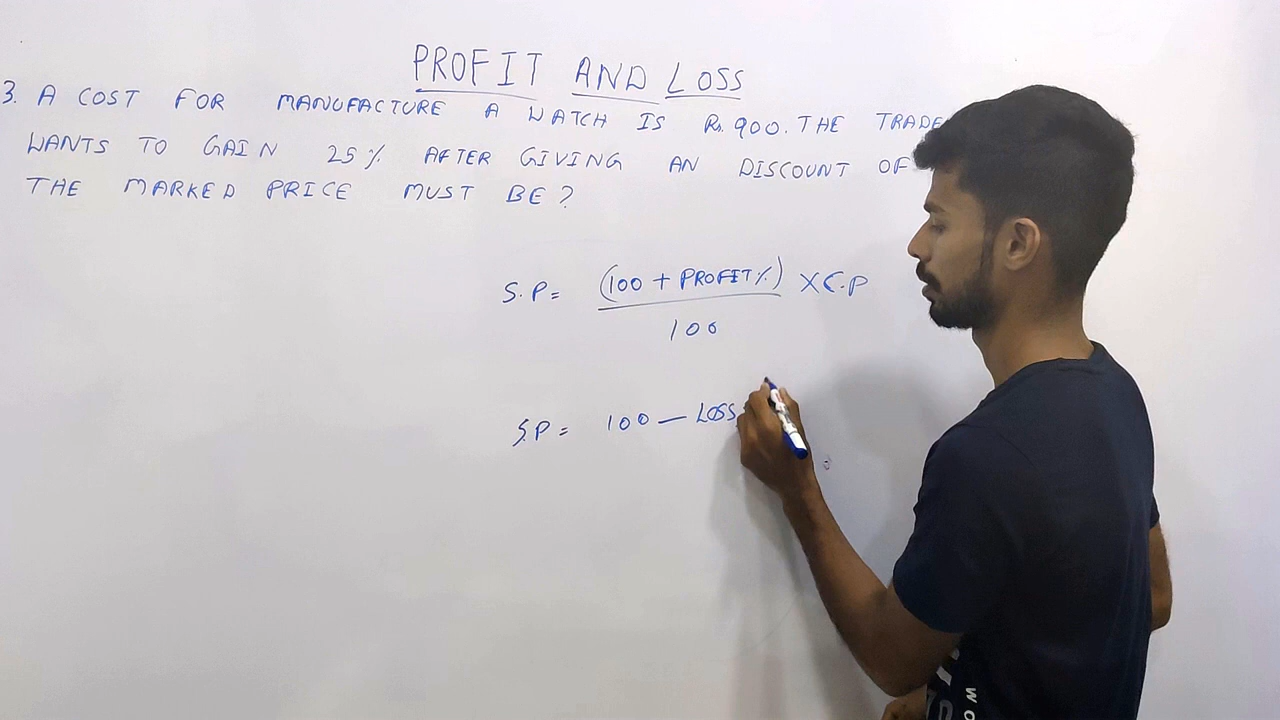 PROFIT AND LOSS
3. A COST FOR MANUFACTURE A WATCH IS Rs.900. THE TRADE
WANTS TO GAIN 25% AFTER GIVING AN DISCOUNT OF
THE MARKED PRICE MUST BE?
S.P= (100 + PROFIT%) X C.P
100
S.P= 100 — LOSS